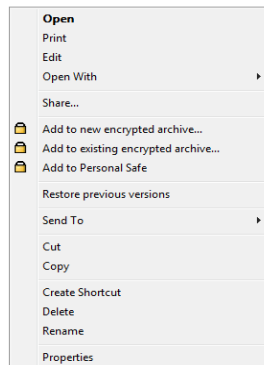 Open
Print
Edit
Open With
Share...
Add to new encrypted archive...
Add to existing encrypted archive...
Add to Personal Safe
Restore previous versions
Send To
Cut
Copy
Create Shortcut
Delete
Rename
Properties